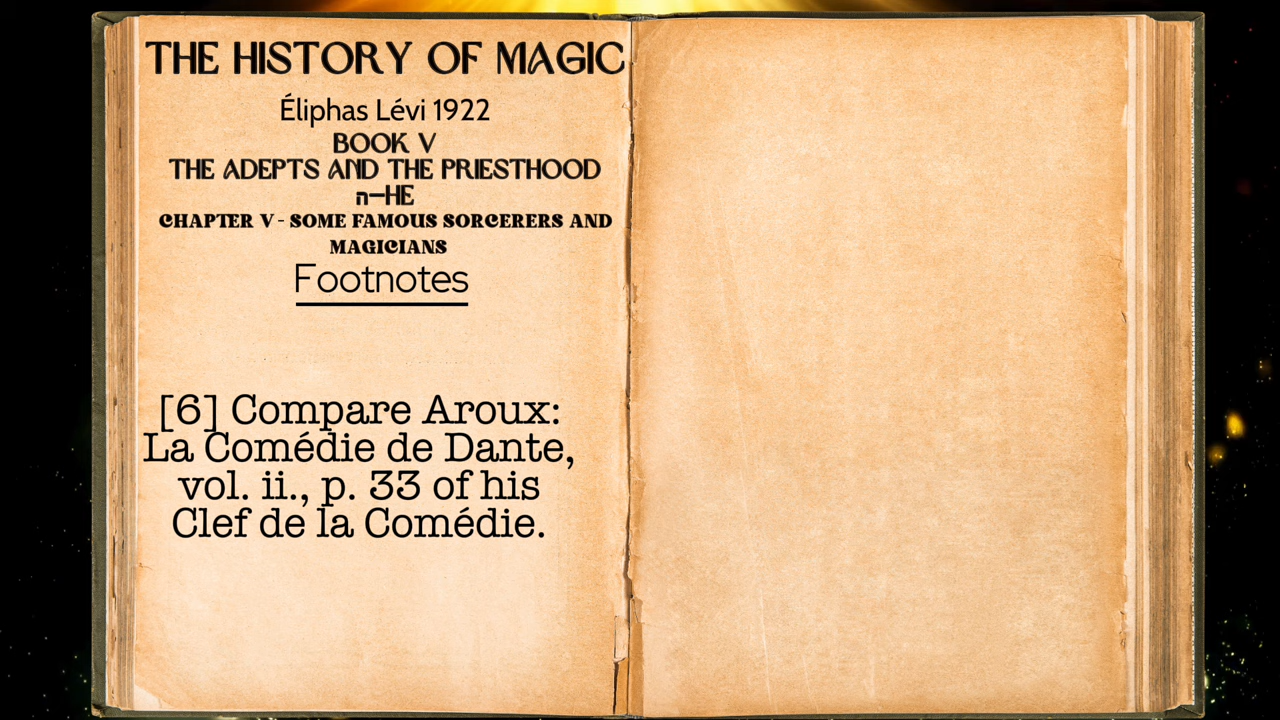 THE HISTORY OF MAGIC
Éliphas Lévi 1922
BOOK V
THE ADEPTS AND THE PRIESTHOOD
ה—HE
CHAPTER V - SOME FAMOUS SORCERERS AND
MAGICIANS
Footnotes
[6] Compare Aroux:
La Comédie de Dante,
vol. ii., p. 33 of his
Clef de la Comédie.